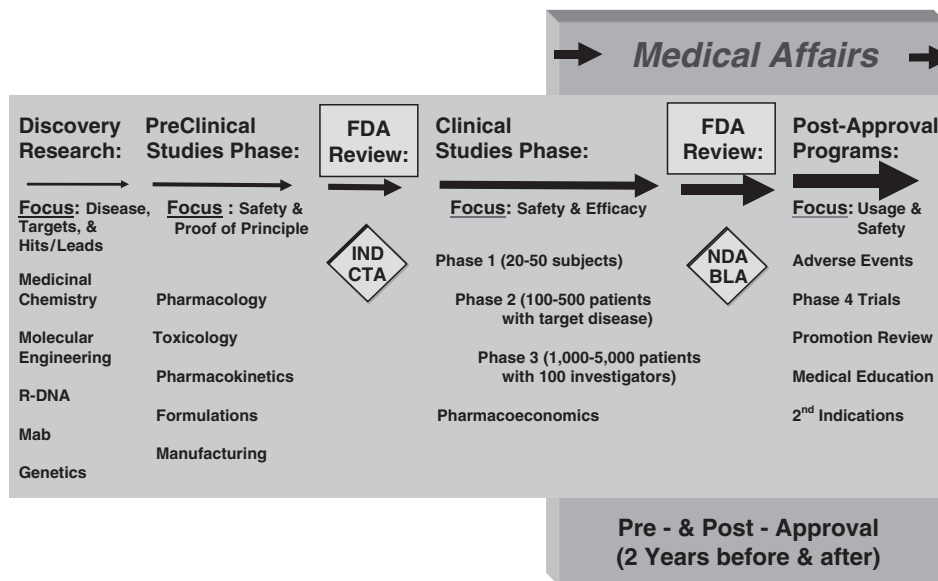 Medical Affairs
Discovery
Research:
Focus: Disease,
Targets, &
Hits/Leads
Medicinal
Chemistry
Molecular
Engineering
R-DNA
Mab
Genetics
PreClinical
Studies Phase:
Focus : Safety &
Proof of Principle
Pharmacology
Toxicology
Pharmacokinetics
Formulations
Manufacturing
FDA
Review:
IND
CTA
Clinical
Studies Phase:
Focus: Safety & Efficacy
Phase 1 (20-50 subjects)
Phase 2 (100-500 patients
with target disease)
Phase 3 (1,000-5,000 patients
with 100 investigators)
Pharmacoeconomics
FDA
Review:
NDA
BLA
Post-Approval
Programs:
Focus: Usage &
Safety
Adverse Events
Phase 4 Trials
Promotion Review
Medical Education
2nd Indications
Pre - & Post - Approval
(2 Years before & after)